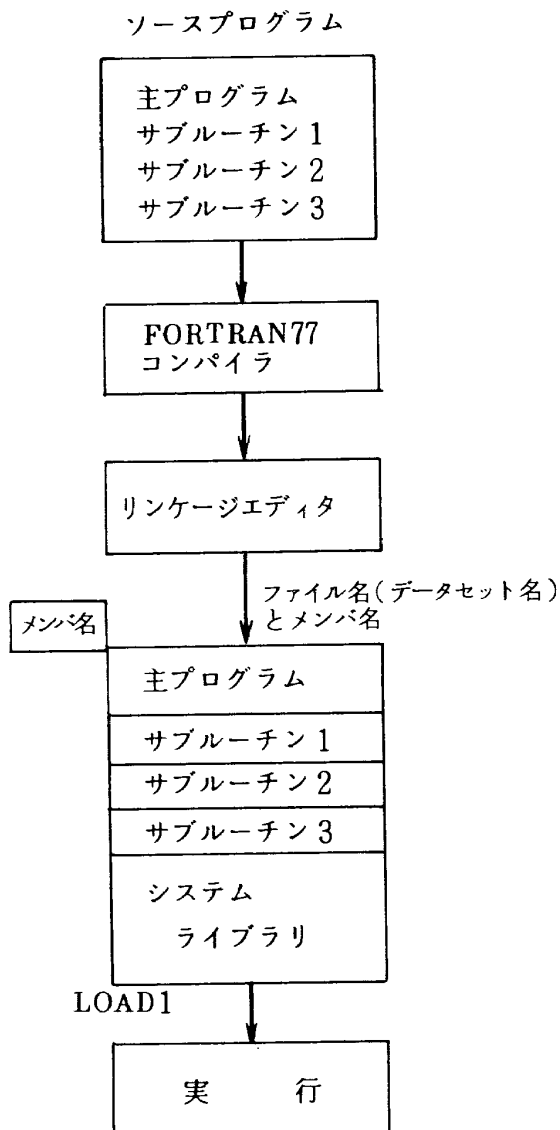 ソースプログラム
主プログラム
サブルーチン1
サブルーチン2
サブルーチン3
FORTRAN77
コンパイラ
リンケージエディタ
ファイル名(データセット名)
とメンバ名
メンバ名
主プログラム
サブルーチン1
サブルーチン2
サブルーチン3
システム
ライブラリ
LOAD1
実 行